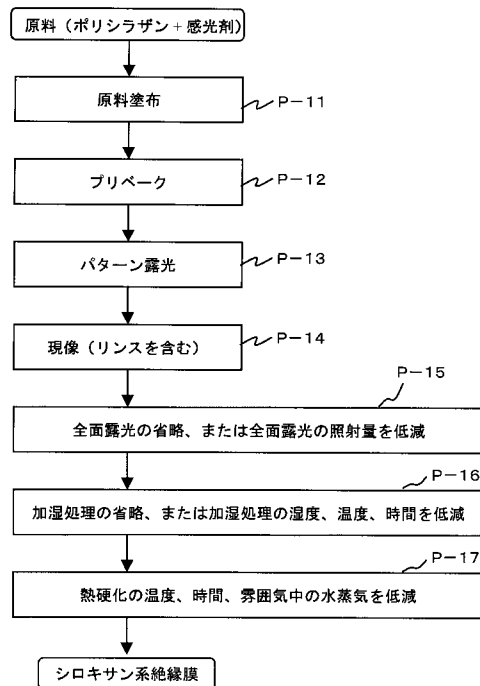 原料（ポリシラザン＋感光剤）
原料塗布
P－11
プリベーク
P－12
パターン露光
P－13
現像（リンスを含む）
P－14
P－15
全面露光の省略、または全面露光の照射量を低減
P－16
加湿処理の省略、または加湿処理の湿度、温度、時間を低減
P－17
熱硬化の温度、時間、雰囲気中の水蒸気を低減
シロキサン系絶縁膜